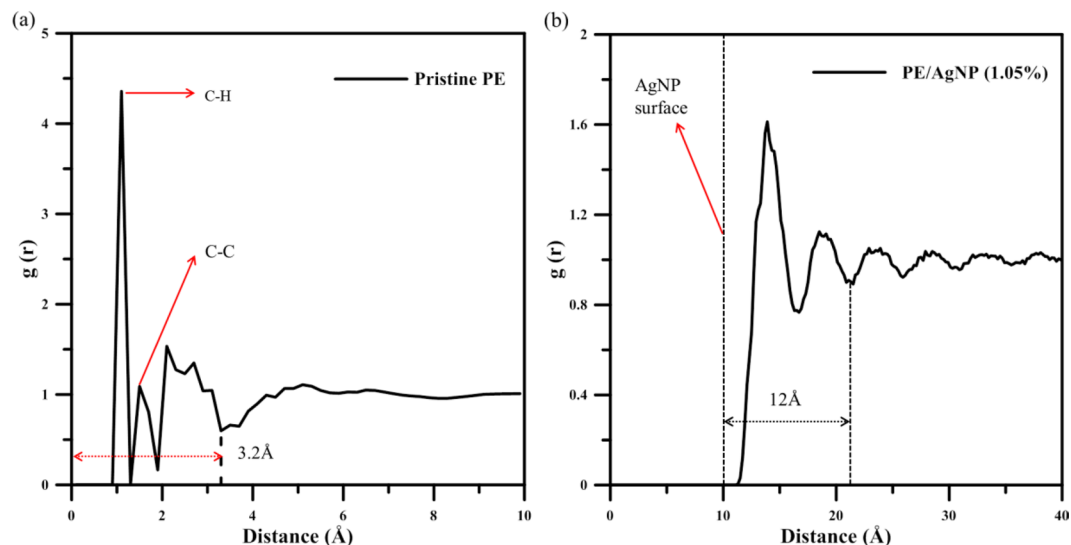 (a)
5
4
3
2
1
0
g (r)
Pristine PE
C-H
C-C
3.2Å
0
2
4
6
8
10
Distance (Å)
(b)
2
1.6
1.2
0.8
0.4
0
g (r)
PE/AgNP (1.05%)
AgNP
surface
12Å
0
10
20
30
40
Distance (Å)